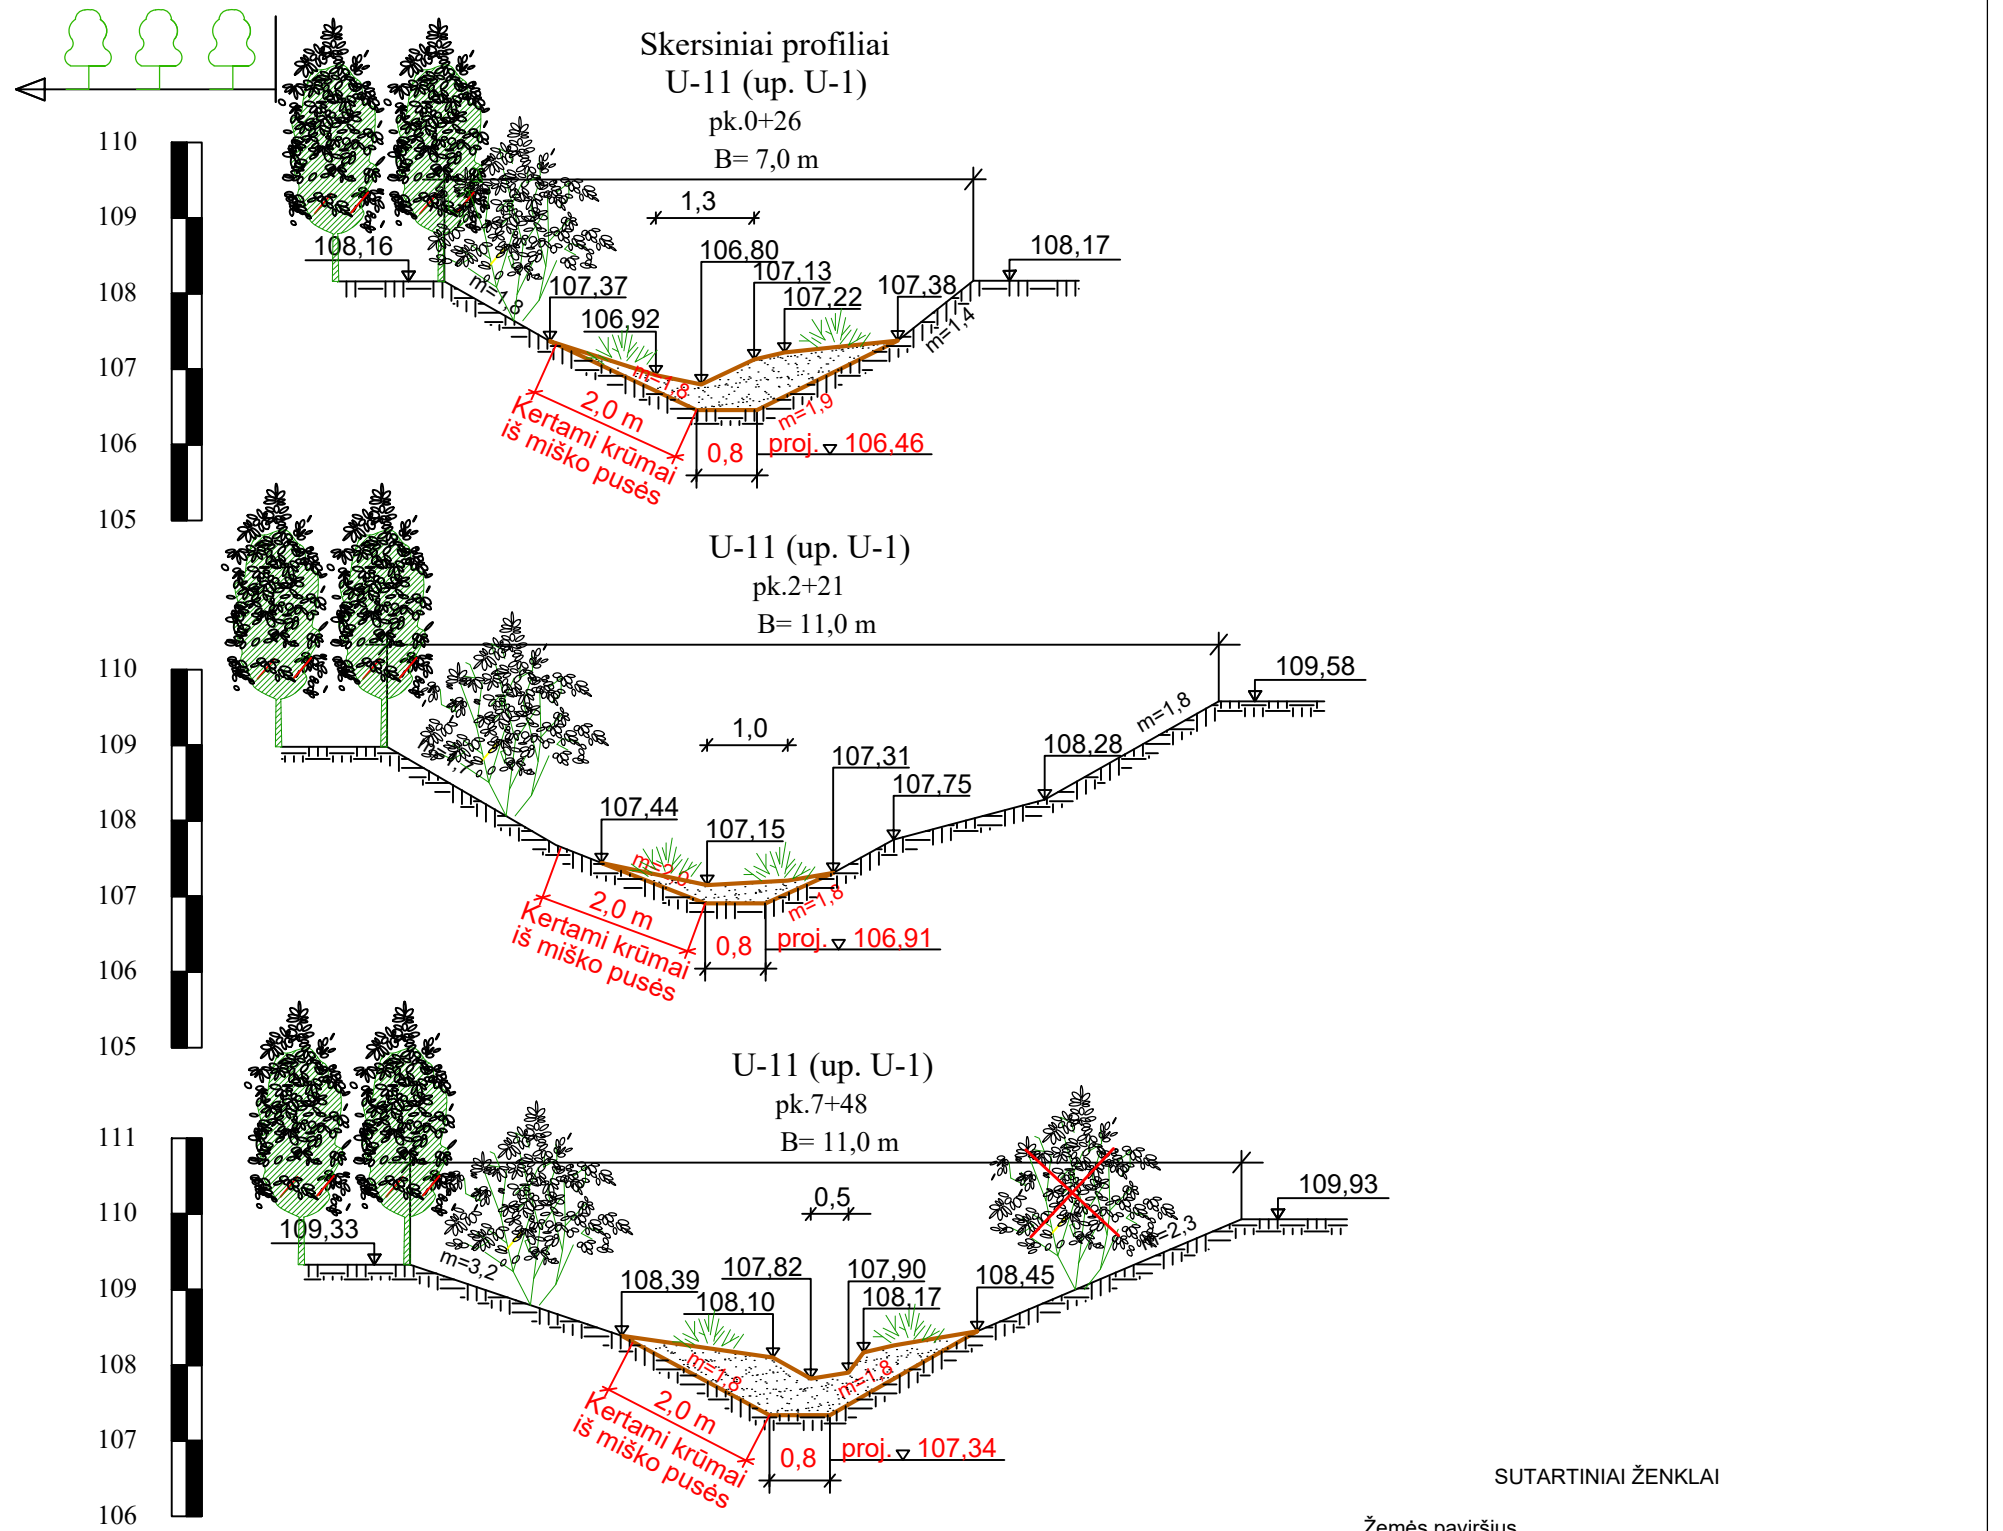 Skersiniai profiliai
U-11 (up. U-1)
pk.0+26
B= 7,0 m
110
109
108
107
106
105
1,3
108,16
106,80
108,17
107,13
107,37
107,22
107,38
106,92
m=1,8
m=1,4
m=1,8
m=1,9
2,0 m
Kertami krūmai
iš miško pusės
0,8
proj. 106,46
U-11 (up. U-1)
pk.2+21
B= 11,0 m
110
109
108
107
106
105
109,58
m=1,8
1,0
108,28
107,31
107,75
107,44
107,15
m=1,8
2,0 m
Kertami krūmai
iš miško pusės
0,8
proj. 106,91
U-11 (up. U-1)
pk.7+48
B= 11,0 m
111
110
109
108
107
106
0,5
109,93
109,33
m=3,2
m=2,3
107,82
107,90
108,39
108,45
108,10
108,17
m=1,8
m=1,8
2,0 m
Kertami krūmai
iš miško pusės
0,8
proj. 107,34
SUTARTINIAI ŽENKLAI
Žemės paviršius